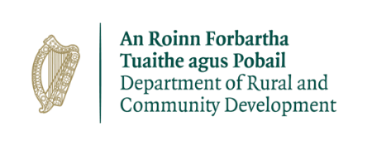 An Roinn Forbartha
Tuaithe agus Pobail
Department of Rural and
Community Development